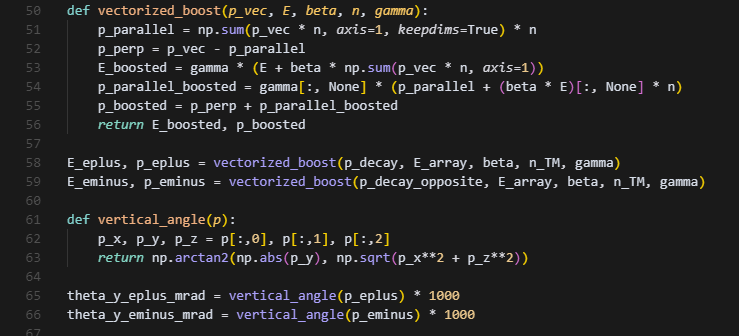 50 def vectorized_boost(p_vec, E, beta, n, gamma):
51     p_parallel = np.sum(p_vec * n, axis=1, keepdims=True) * n
52     p_perp = p_vec - p_parallel
53     E_boosted = gamma * (E + beta * np.sum(p_vec * n, axis=1))
54     p_parallel_boosted = gamma[:, None] * (p_parallel + (beta * E)[:, None] * n)
55     p_boosted = p_perp + p_parallel_boosted
56     return E_boosted, p_boosted
57
58 E_eplus, p_eplus = vectorized_boost(p_decay, E_array, beta, n_TM, gamma)
59 E_eminus, p_eminus = vectorized_boost(p_decay_opposite, E_array, beta, n_TM, gamma)
60
61 def vertical_angle(p):
62     p_x, p_y, p_z = p[:,0], p[:,1], p[:,2]
63     return np.arctan2(np.abs(p_y), np.sqrt(p_x**2 + p_z**2))
64
65 theta_y_eplus_mrad = vertical_angle(p_eplus) * 1000
66 theta_y_eminus_mrad = vertical_angle(p_eminus) * 1000
67